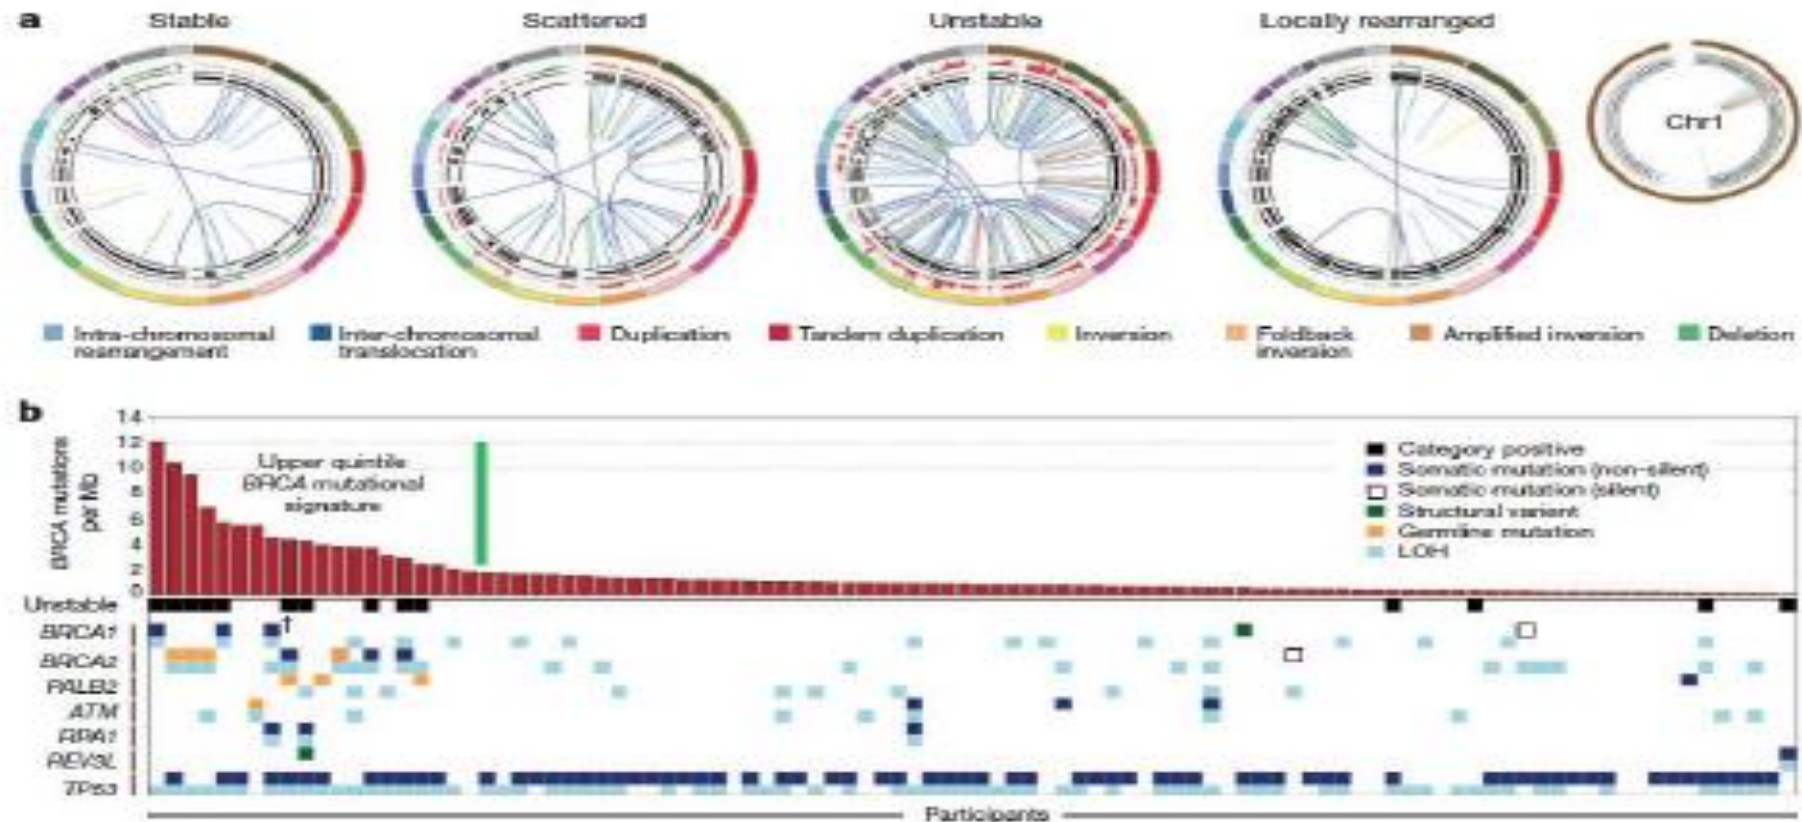 a
Stable
Scattered
Unstable
Locally rearranged
Chr1
Intra-chromosomal
rearrangement
Inter-chromosomal
translocation
Duplication
Tandem duplication
Inversion
Foldback
inversion
Amplified inversion
Deletion
b
BRCA mutations
per Mb
14
12
10
8
6
4
2
0
Upper quintile
BRCA mutational
signature
Category positive
Somatic mutation (non-silent)
Somatic mutation (silent)
Structural varient
Germline mutation
LOH
Unstable
†
BRCA1
BRCA2
PALB2
ATM
RPA1
REV3L
TP53
Participants